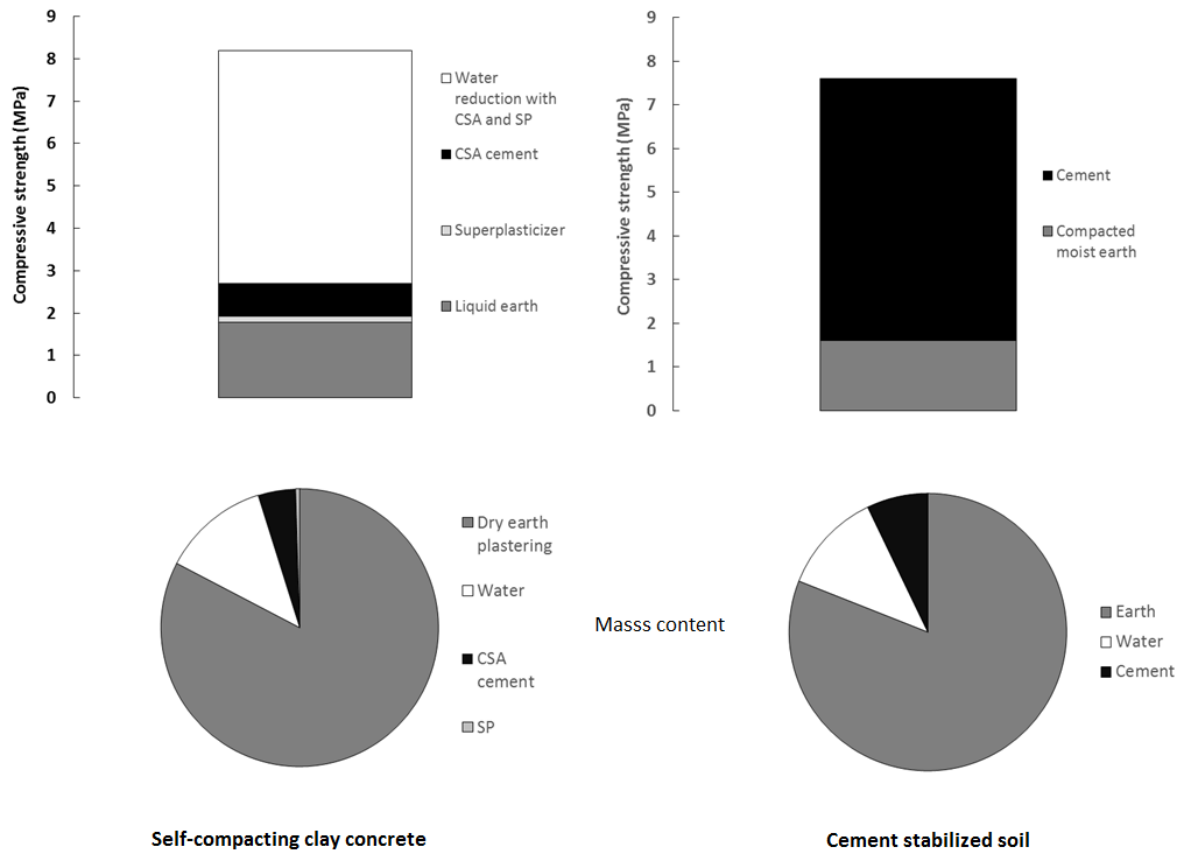 9
8
7
6
5
4
3
2
1
0
Compressive strength (MPa)
Water
reduction with
CSA and SP
CSA cement
Superplasticizer
Liquid earth
9
8
7
6
5
4
3
2
1
0
Compressive strength (MPa)
Cement
Compacted
moist earth
Dry earth
plastering
Water
CSA
cement
SP
Masss content
Earth
Water
Cement
Self-compacting clay concrete
Cement stabilized soil